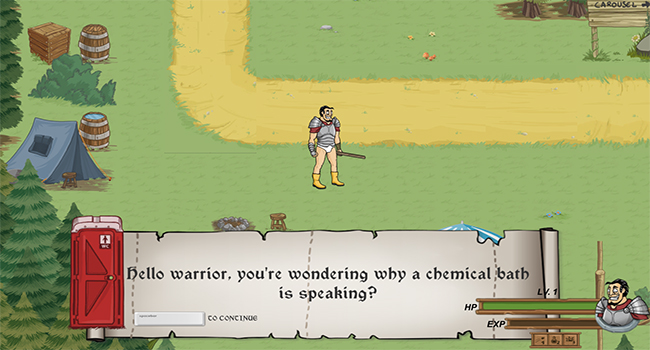 CAROUSEL
WC
Hello warrior, you're wondering why a chemical bath
is speaking?
TO CONTINUE
LV. 1
HP
EXP